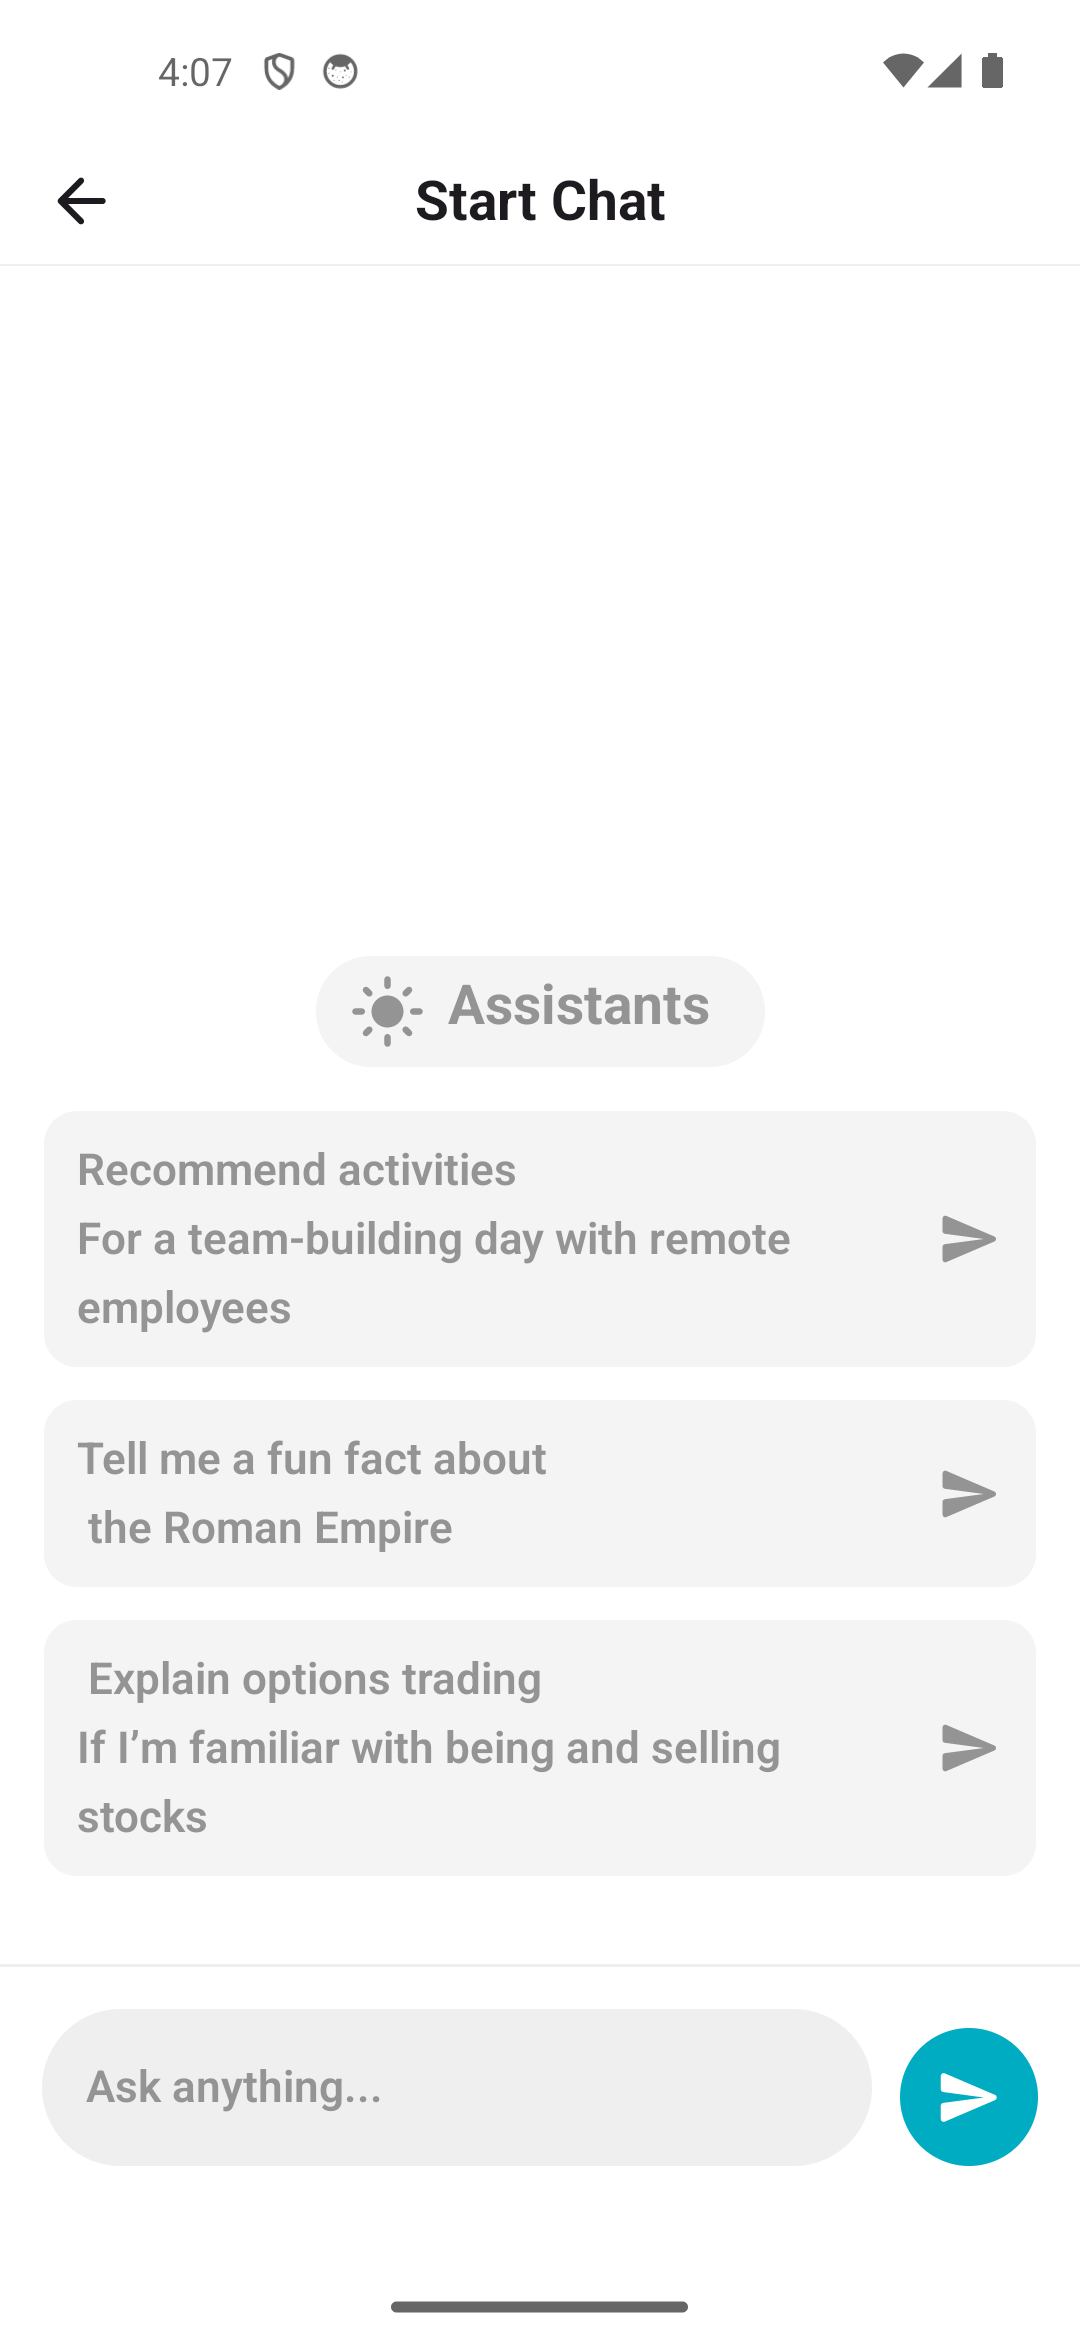 4:07
Start Chat
Assistants
Recommend activities
For a team-building day with remote
employees
Tell me a fun fact about
the Roman Empire
Explain options trading
If I’m familiar with being and selling
stocks
Ask anything...